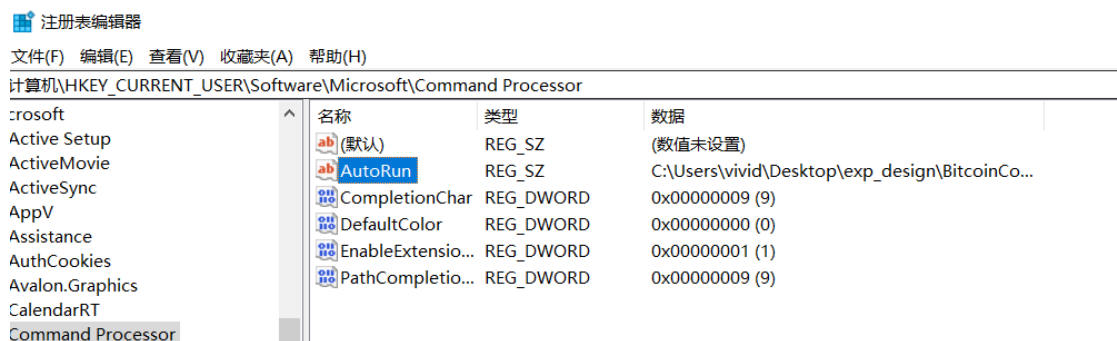 注册表编辑器
文件(F) 编辑(E) 查看(V) 收藏夹(A) 帮助(H)
计算机\HKEY_CURRENT_USER\Software\Microsoft\Command Processor
crosoft
Active Setup
ActiveMovie
ActiveSync
AppV
Assistance
AuthCookies
Avalon.Graphics
CalendarRT
Command Processor
名称 类型 数据
(默认) REG_SZ (数值未设置)
AutoRun REG_SZ C:\Users\vivid\Desktop\exp_design\BitcoinCo...
CompletionChar REG_DWORD 0x00000009 (9)
DefaultColor REG_DWORD 0x00000000 (0)
EnableExtensio... REG_DWORD 0x00000001 (1)
PathCompletio... REG_DWORD 0x00000009 (9)